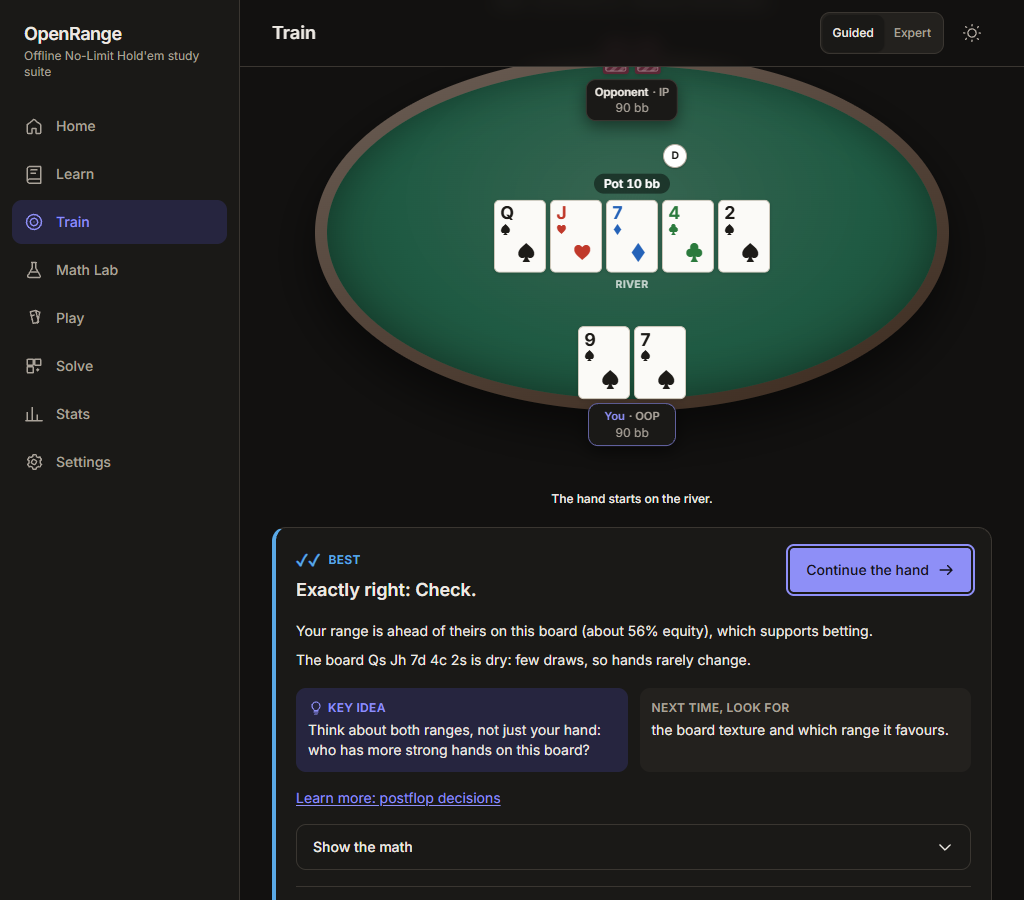 OpenRange
Offline No-Limit Hold'em study
suite
Home
Learn
Train
Math Lab
Play
Solve
Stats
Settings
Train
Guided
Expert
Opponent · IP
90 bb
D
Pot 10 bb
Q
J
7
4
2
RIVER
9
7
You · OOP
90 bb
The hand starts on the river.
BEST
Exactly right: Check.
Continue the hand
Your range is ahead of theirs on this board (about 56% equity), which supports betting.
The board Qs Jh 7d 4c 2s is dry: few draws, so hands rarely change.
KEY IDEA
Think about both ranges, not just your hand:
who has more strong hands on this board?
NEXT TIME, LOOK FOR
the board texture and which range it favours.
Learn more: postflop decisions
Show the math